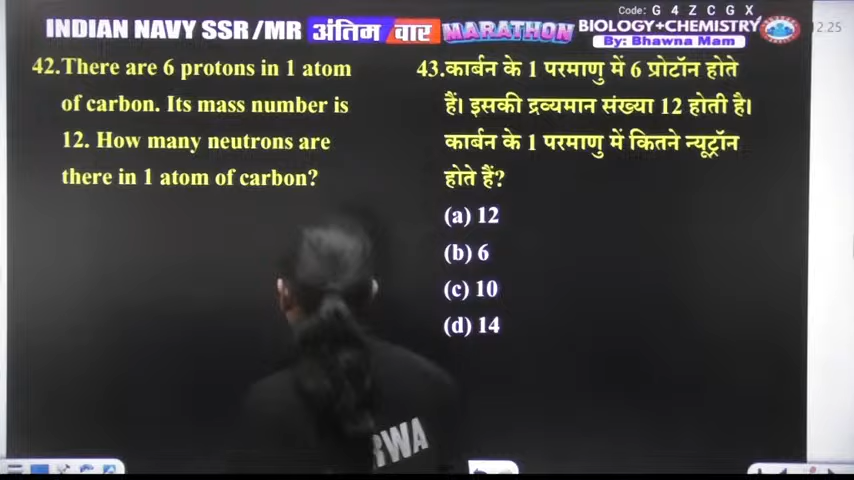 Code: G 4 Z C G X
INDIAN NAVY SSR/MR अंतिम वार MARATHON BIOLOGY+CHEMISTRY
By: Bhawna Mam
12.25
42.There are 6 protons in 1 atom
of carbon. Its mass number is
12. How many neutrons are
there in 1 atom of carbon?
43.कार्बन के 1 परमाणु में 6 प्रोटॉन होते
हैं। इसकी द्रव्यमान संख्या 12 होती है।
कार्बन के 1 परमाणु में कितने न्यूट्रॉन
होते हैं?
(a) 12
(b) 6
(c) 10
(d) 14
RWA